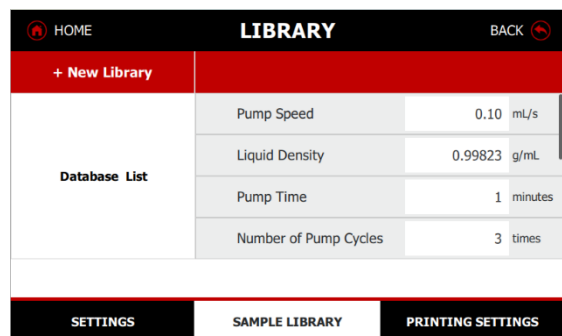 HOME LIBRARY BACK
+ New Library
Pump Speed 0.10 mL/s
Liquid Density 0.99823 g/mL
Database List
Pump Time 1 minutes
Number of Pump Cycles 3 times
SETTINGS SAMPLE LIBRARY PRINTING SETTINGS